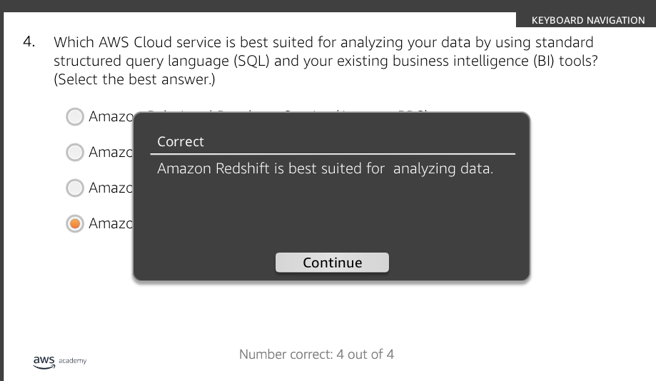 KEYBOARD NAVIGATION
4. Which AWS Cloud service is best suited for analyzing your data by using standard
structured query language (SQL) and your existing business intelligence (BI) tools?
(Select the best answer.)
Amazo
Amazo
Correct
Amazon Redshift is best suited for analyzing data.
Amazo
Amazo
Continue
Number correct: 4 out of 4
aws academy